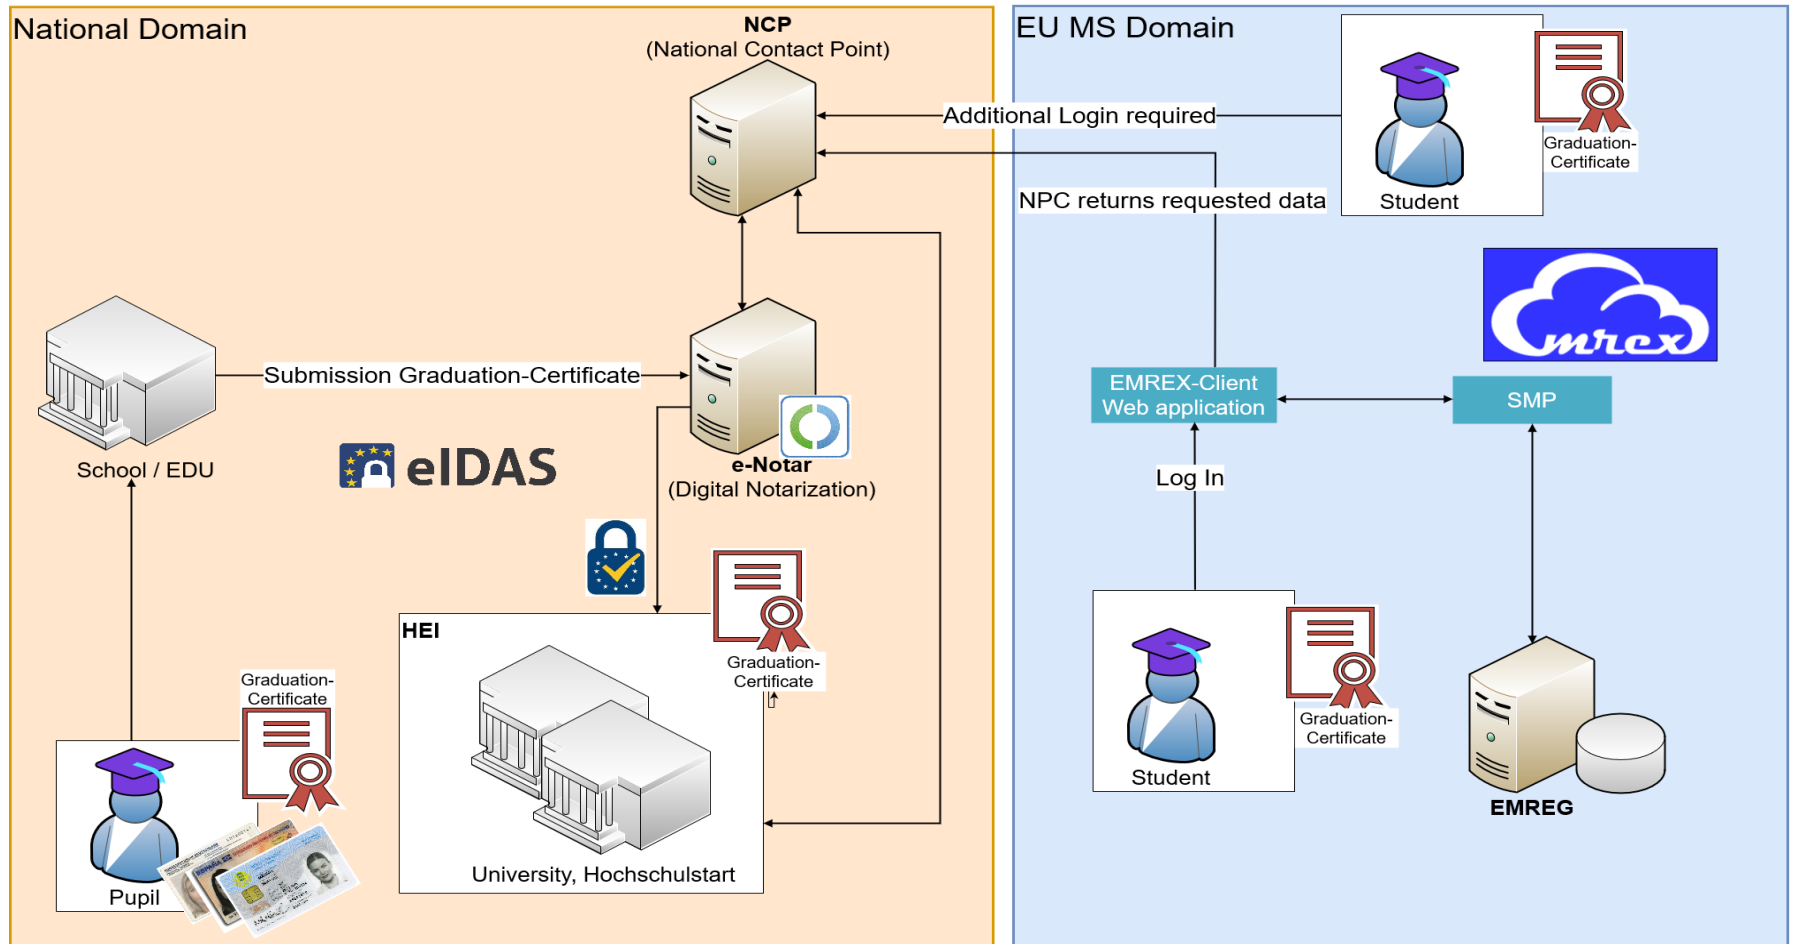 National Domain
NCP
(National Contact Point)
EU MS Domain
Additional Login required
Graduation-
Certificate
Student
NPC returns requested data
mrex
Submission Graduation-Certificate
EMREX-Client
Web application
SMP
School / EDU
eIDAS
e-Notar
(Digital Notarization)
Log In
HEI
Graduation-
Certificate
Graduation-
Certificate
Graduation-
Certificate
Student
EMREG
University, Hochschulstart
Pupil
ESPAÑA